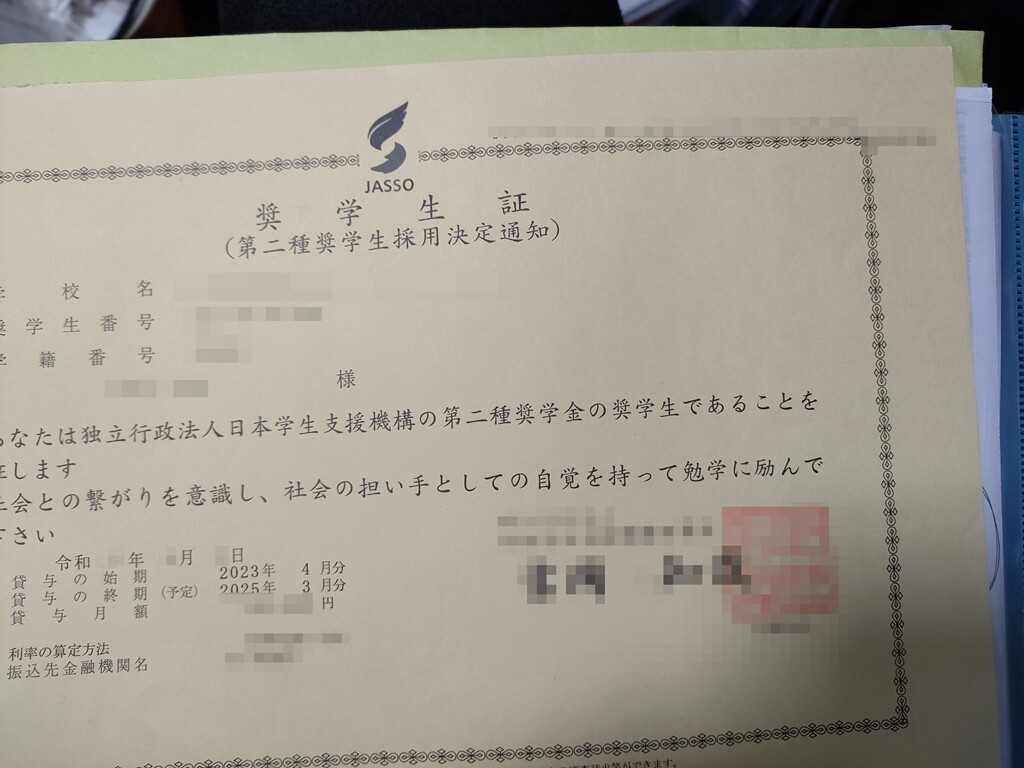 JASSO
奨学生証
(第二種奨学生採用決定通知)
校名
学生番号
籍番号
様
なたは独立行政法人日本学生支援機構の第二種奨学金の奨学生であることを
します
会との繋がりを意識し、社会の担い手としての自覚を持って勉学に励んで
さい
令和 年 月 日
貸与の始期 2023年 4月分
貸与の終期(予定) 2025年 3月分
貸与月額 円
利率の算定方法
振込先金融機関名
ができます。